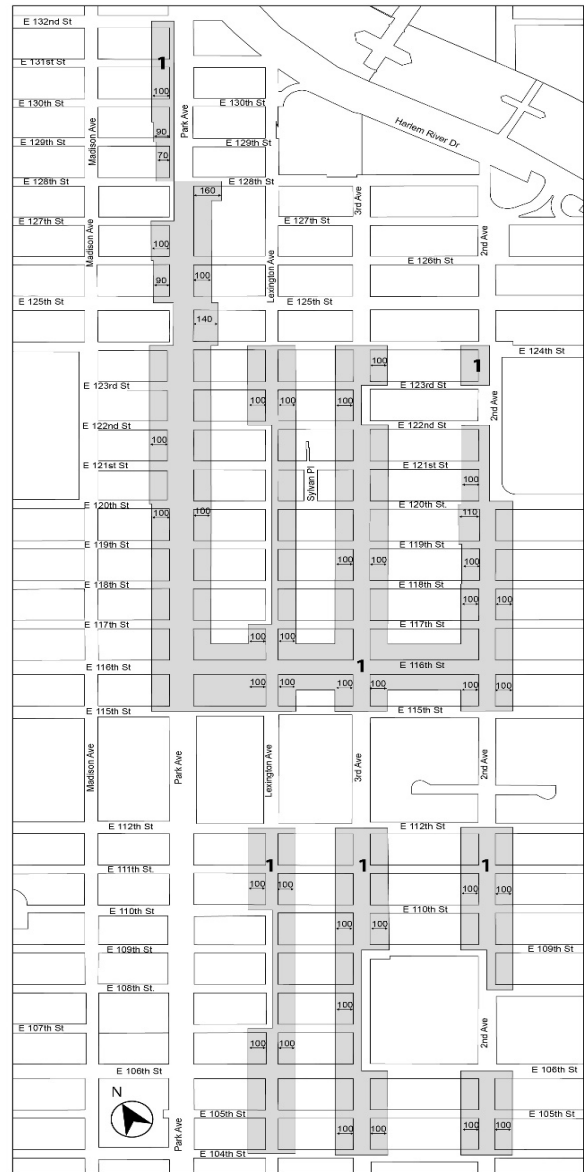 E 132nd St
E 131st St
1
100
E 130th St
Madison Ave
Park Ave
E 130th St
90
E 129th St
E 129th St
Harlem River Dr
70
E 128th St
E 128th St
160
3rd Ave
E 127th St
E 127th St
Madison Ave
100
Lexington Ave
2nd Ave
E 126th St
90
100
E 125th St
E 125th St
140
E 124th St
100
1
E 123rd St
E 123rd St
100
100
100
2nd Ave
E 122nd St
E 122nd St
100
E 121st St
E 121st St
Sylvan Pl
100
E 120th St
E 120th St.
100
100
110
E 119th St
E 119th St
100
100
100
E 118th St
E 118th St
100
100
E 117th St
E 117th St
100
100
E 116th St
1
E 116th St
100
100
100
100
100
100
E 115th St
E 115th St
Madison Ave
Park Ave
Lexington Ave
3rd Ave
2nd Ave
E 112th St
E 112th St
1
1
1
E 111th St.
100
100
100
100
E 110th St
E 110th St
100
100
E 109th St
E 109th St
E 108th St.
100
E 107th St
2nd Ave
100
100
E 106th St
E 106th St
N
E 105th St
E 105th St
100
100
100
100
100
100
Park Ave
E 104th St